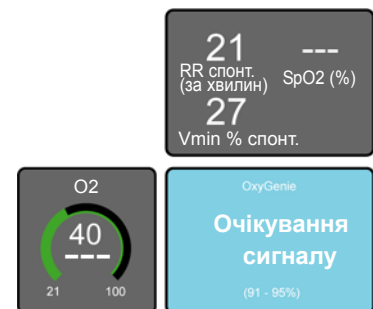 21 ---
RR спонт.
(за хвилин) SpO2 (%)
27
Vmin % спонт.
O2
40
---
21 100
OxyGenie
Очікування
сигналу
(91 - 95%)